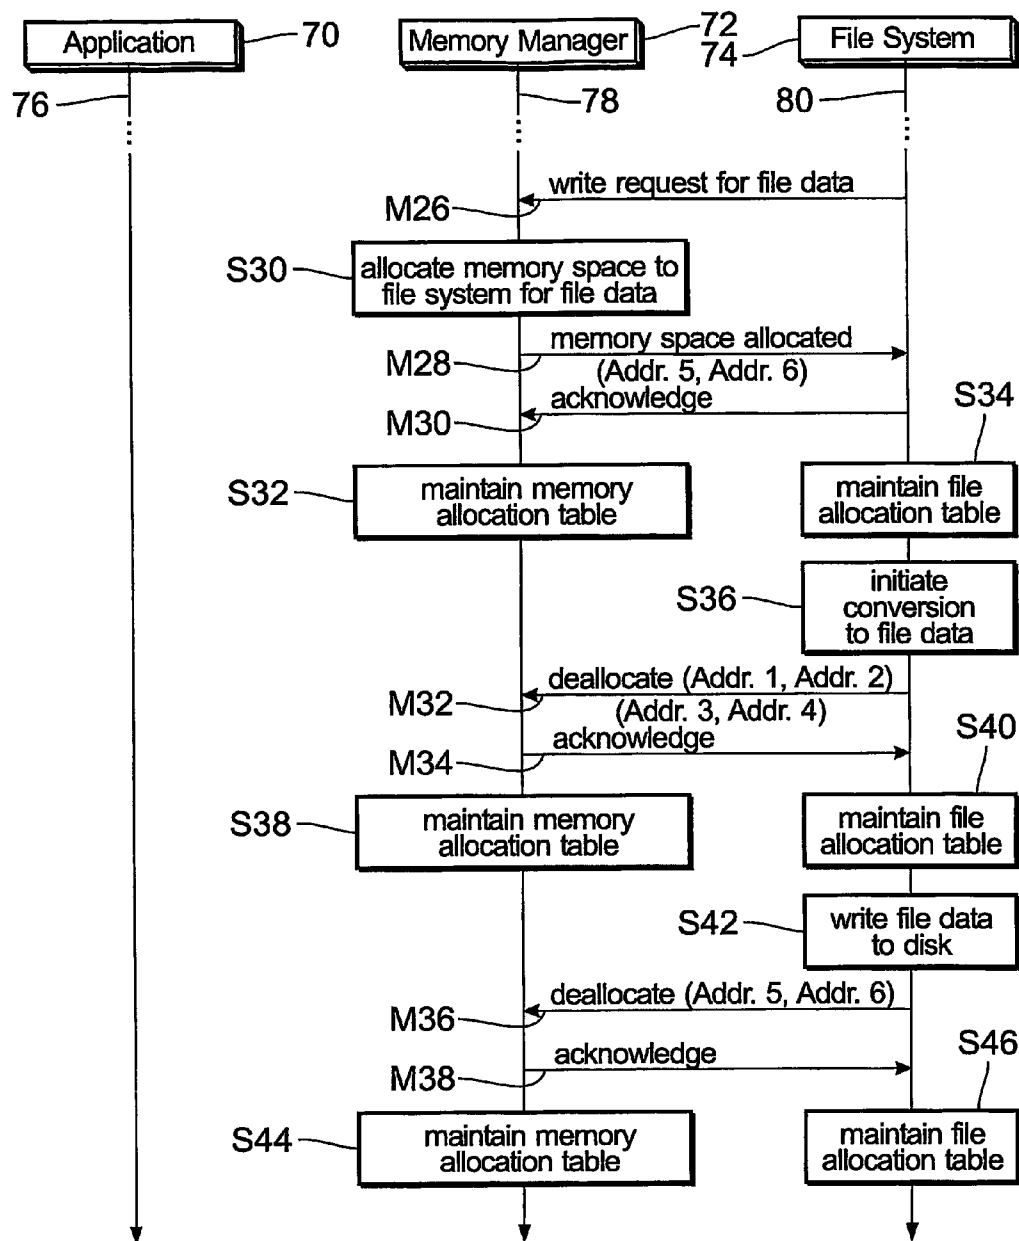 Application
70
Memory Manager
72
74
File System
76
78
80
write request for file data
M26
S30
allocate memory space to
file system for file data
memory space allocated
M28
(Addr. 5, Addr. 6)
acknowledge
M30
S34
S32
maintain memory
allocation table
maintain file
allocation table
S36
initiate
conversion
to file data
deallocate (Addr. 1, Addr. 2)
M32
(Addr. 3, Addr. 4)
acknowledge
M34
S40
S38
maintain memory
allocation table
maintain file
allocation table
S42
write file data
to disk
deallocate (Addr. 5, Addr. 6)
M36
acknowledge
M38
S46
S44
maintain memory
allocation table
maintain file
allocation table